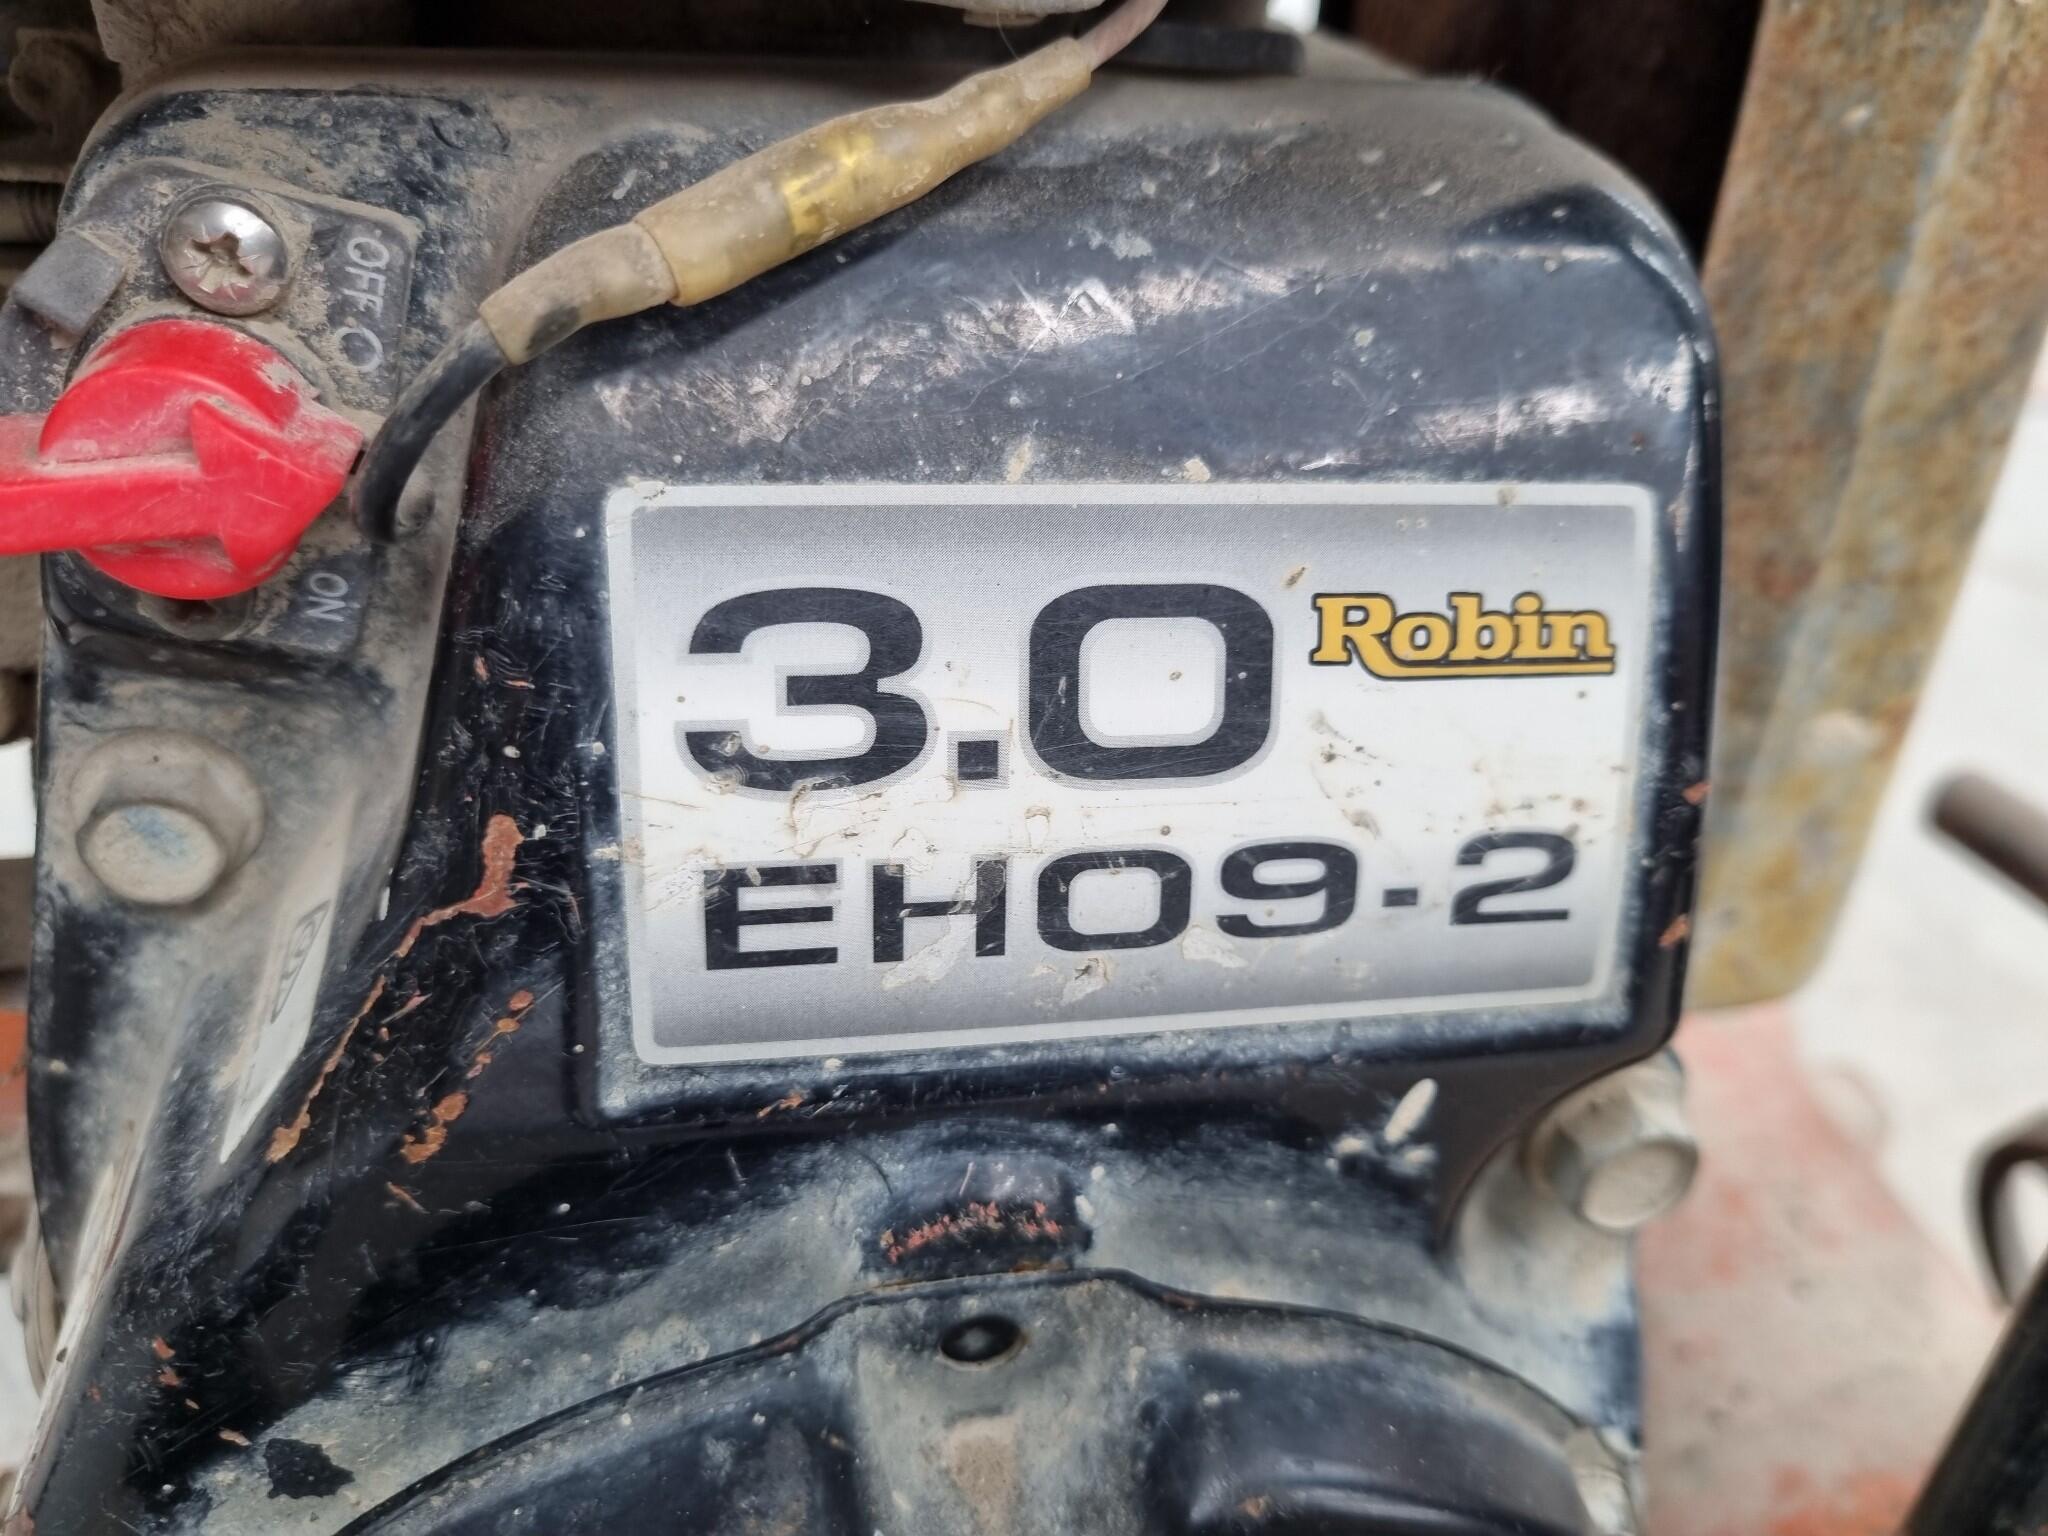 OFF
ON
3.0 Robin
EH09-2